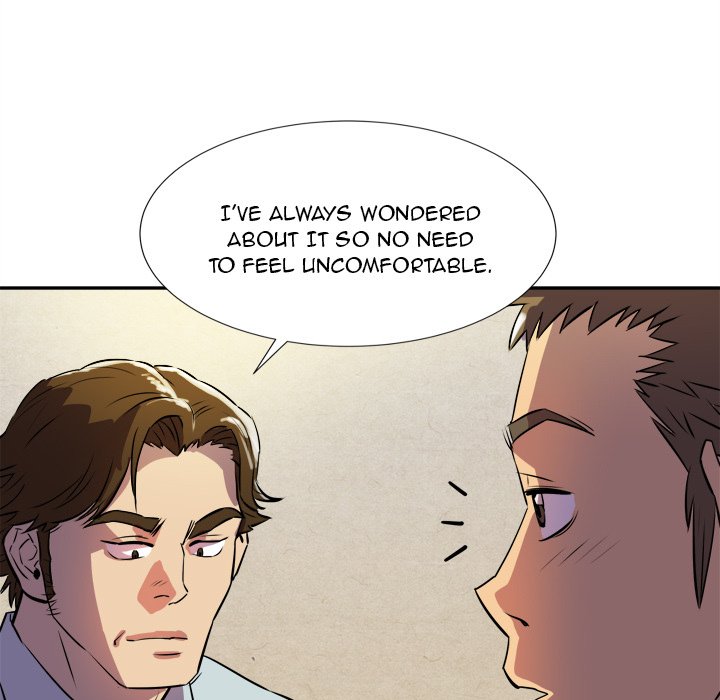 I'VE ALWAYS WONDERED
ABOUT IT SO NO NEED
TO FEEL UNCOMFORTABLE.